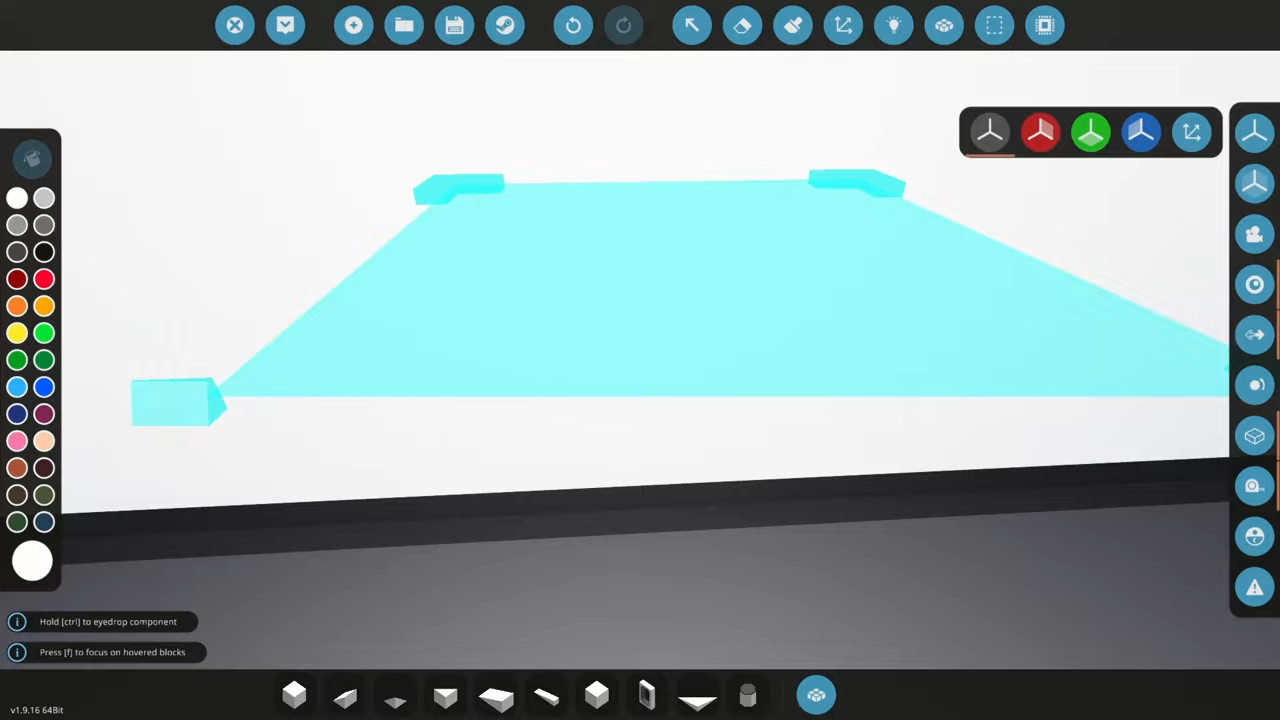 Hold [ctrl] to eyedrop component
Press [f] to focus on hovered blocks
v1.9.16 64Bit